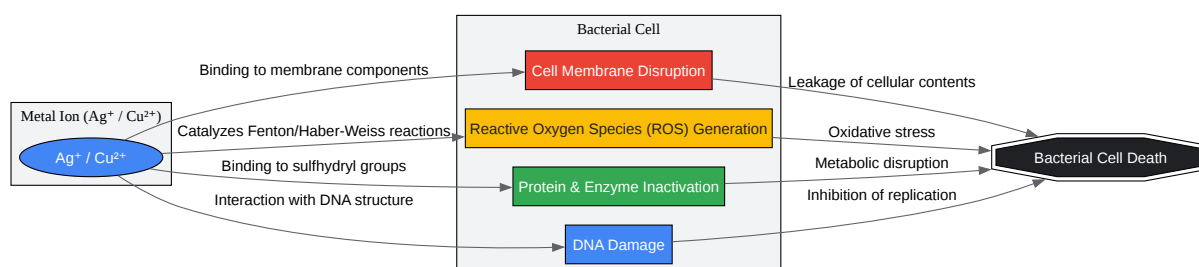 Bacterial Cell
Metal Ion (Ag⁺ / Cu²⁺)
Ag⁺ / Cu²⁺
Binding to membrane components
Catalyzes Fenton/Haber-Weiss reactions
Binding to sulfhydryl groups
Interaction with DNA structure
Cell Membrane Disruption
Reactive Oxygen Species (ROS) Generation
Protein & Enzyme Inactivation
DNA Damage
Leakage of cellular contents
Oxidative stress
Metabolic disruption
Inhibition of replication
Bacterial Cell Death